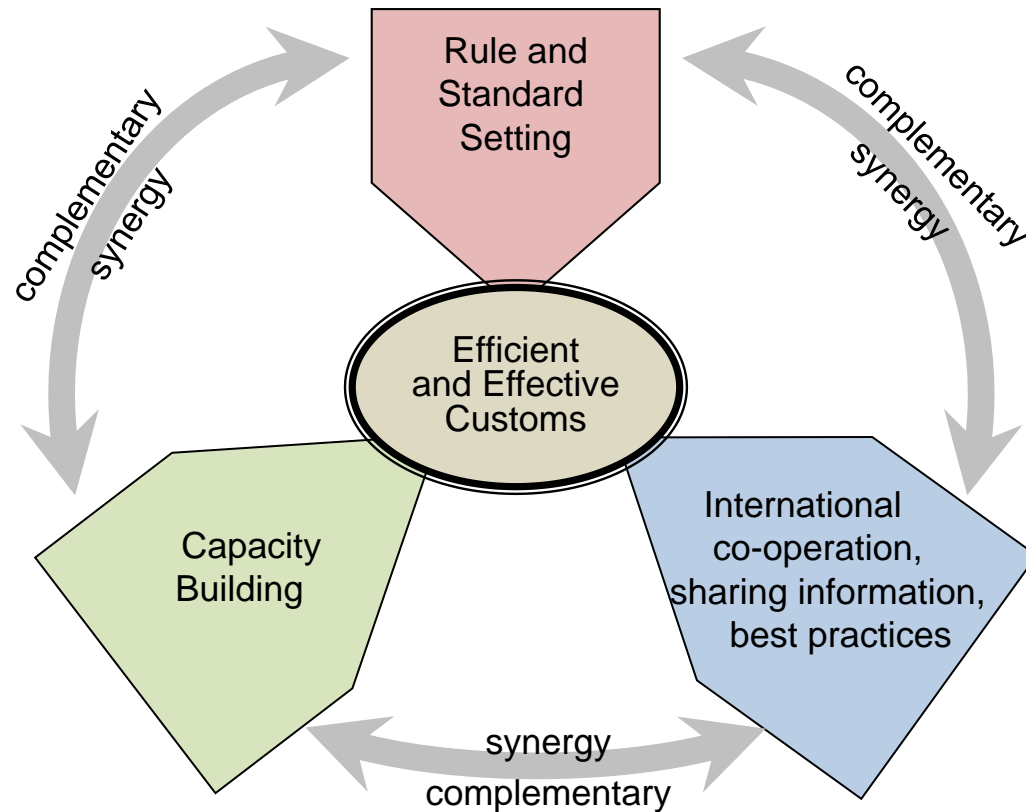 Rule and
Standard
Setting
complementary
synergy
complementary
synergy
Efficient
and Effective
Customs
Capacity
Building
International
co-operation,
sharing information,
best practices
synergy
complementary